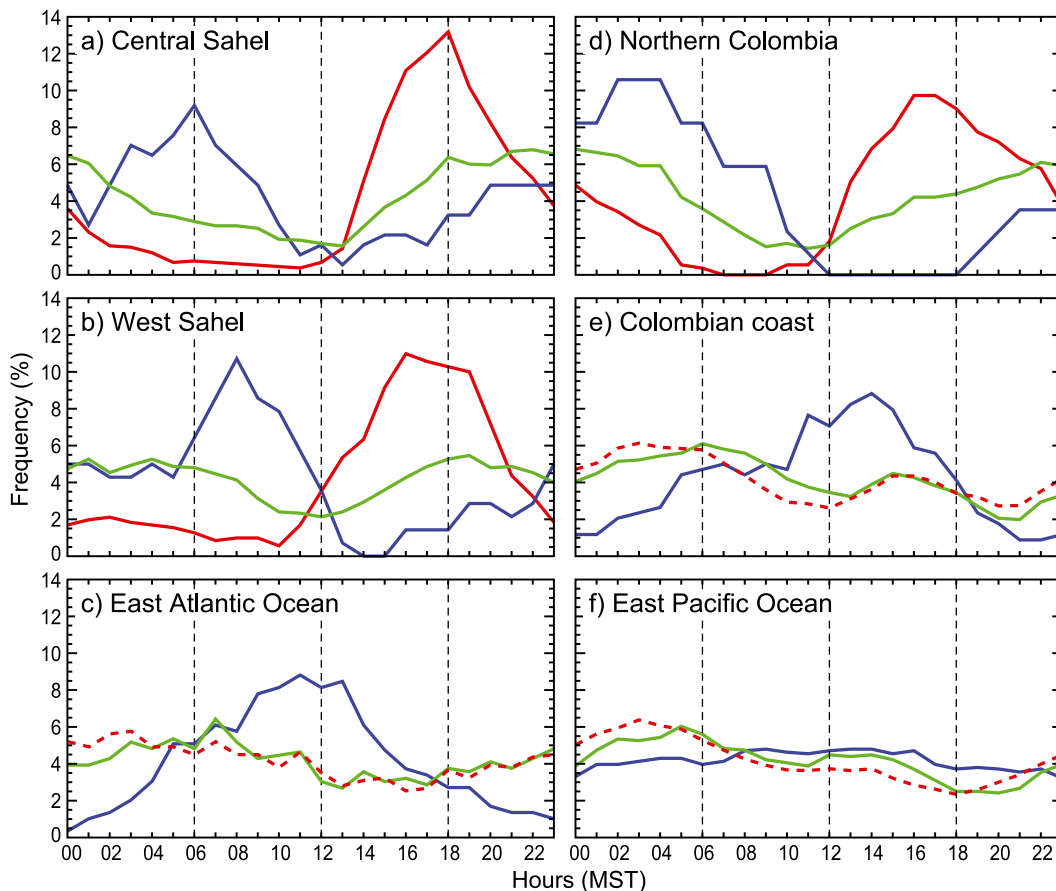 a) Central Sahel
14
12
10
8
6
4
2
0
d) Northern Colombia
b) West Sahel
14
12
10
8
6
4
2
0
Frequency (%)
e) Colombian coast
c) East Atlantic Ocean
14
12
10
8
6
4
2
0
f) East Pacific Ocean
00 02 04 06 08 10 12 14 16 18 20 22
00 02 04 06 08 10 12 14 16 18 20 22
Hours (MST)